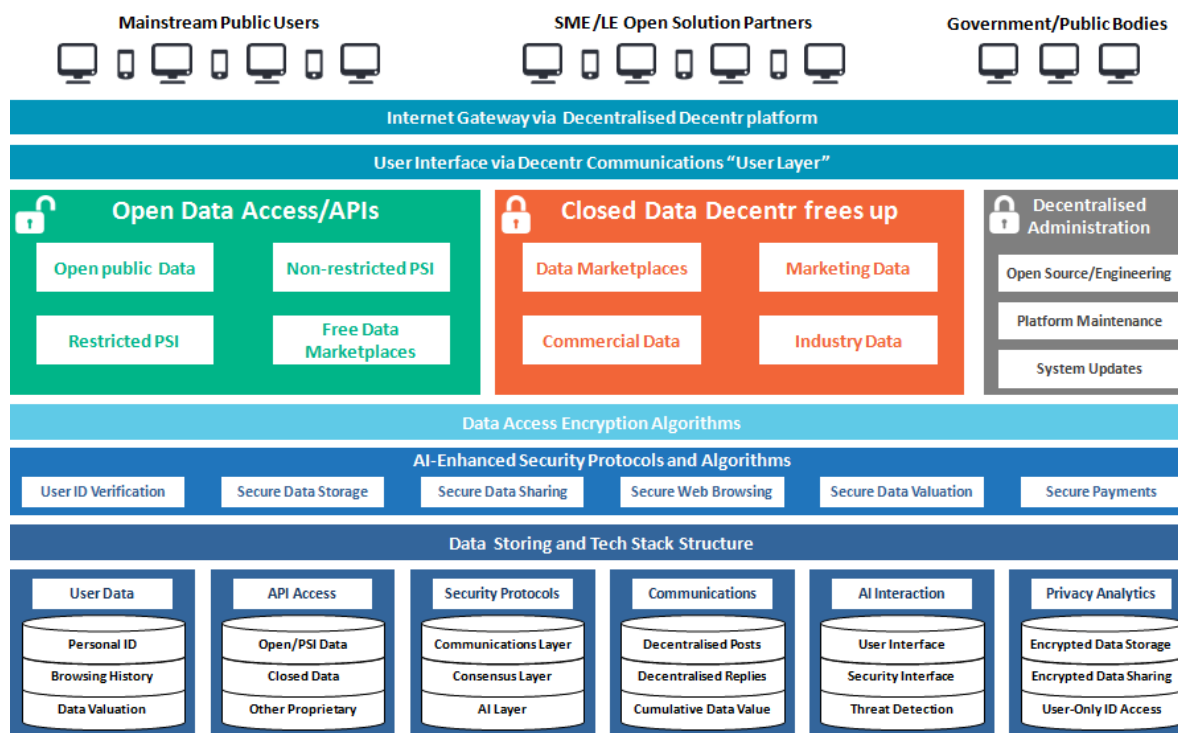 Mainstream Public Users
SME/LE Open Solution Partners
Government/Public Bodies
Internet Gateway via Decentralised Decentr platform
User Interface via Decentr Communications “User Layer”
Open Data Access/APIs
Open public Data
Non-restricted PSI
Restricted PSI
Free Data
Marketplaces
Closed Data Decentr frees up
Data Marketplaces
Marketing Data
Commercial Data
Industry Data
Decentralised
Administration
Open Source/Engineering
Platform Maintenance
System Updates
Data Access Encryption Algorithms
AI-Enhanced Security Protocols and Algorithms
User ID Verification
Secure Data Storage
Secure Data Sharing
Secure Web Browsing
Secure Data Valuation
Secure Payments
Data Storing and Tech Stack Structure
User Data
Personal ID
Browsing History
Data Valuation
API Access
Open/PSI Data
Closed Data
Other Proprietary
Security Protocols
Communications Layer
Consensus Layer
AI Layer
Communications
Decentralised Posts
Decentralised Replies
Cumulative Data Value
AI Interaction
User Interface
Security Interface
Threat Detection
Privacy Analytics
Encrypted Data Storage
Encrypted Data Sharing
User-Only ID Access